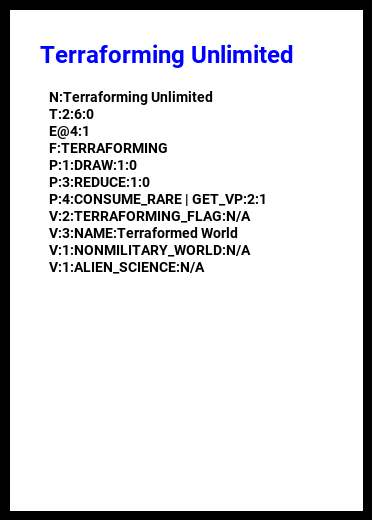 Terraforming Unlimited
N:Terraforming Unlimited
T:2:6:0
E@4:1
F:TERRAFORMING
P:1:DRAW:1:0
P:3:REDUCE:1:0
P:4:CONSUME_RARE | GET_VP:2:1
V:2:TERRAFORMING_FLAG:N/A
V:3:NAME:Terraformed World
V:1:NONMILITARY_WORLD:N/A
V:1:ALIEN_SCIENCE:N/A